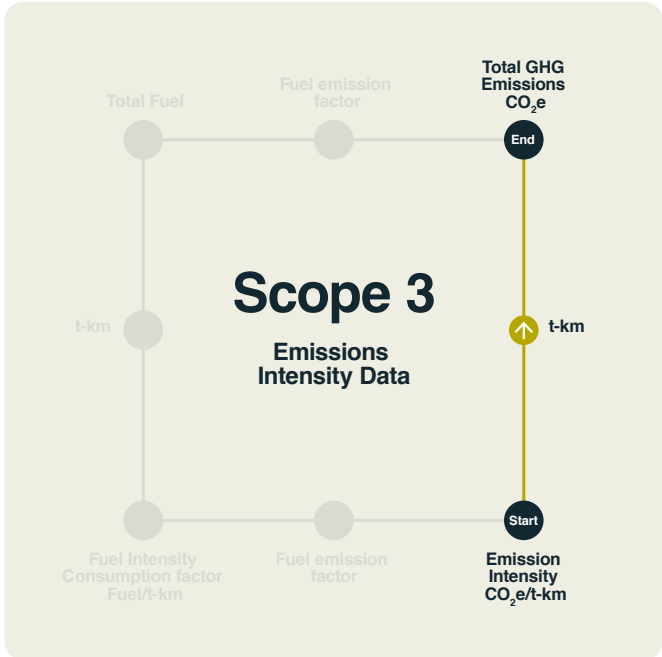 Total GHG
Emissions
CO₂e
Total Fuel
Fuel emission
factor
End
Scope 3
Emissions
Intensity Data
t-km
t-km
Start
Fuel Intensity
Consumption factor
Fuel/t-km
Fuel emission
factor
Emission
Intensity
CO₂e/t-km